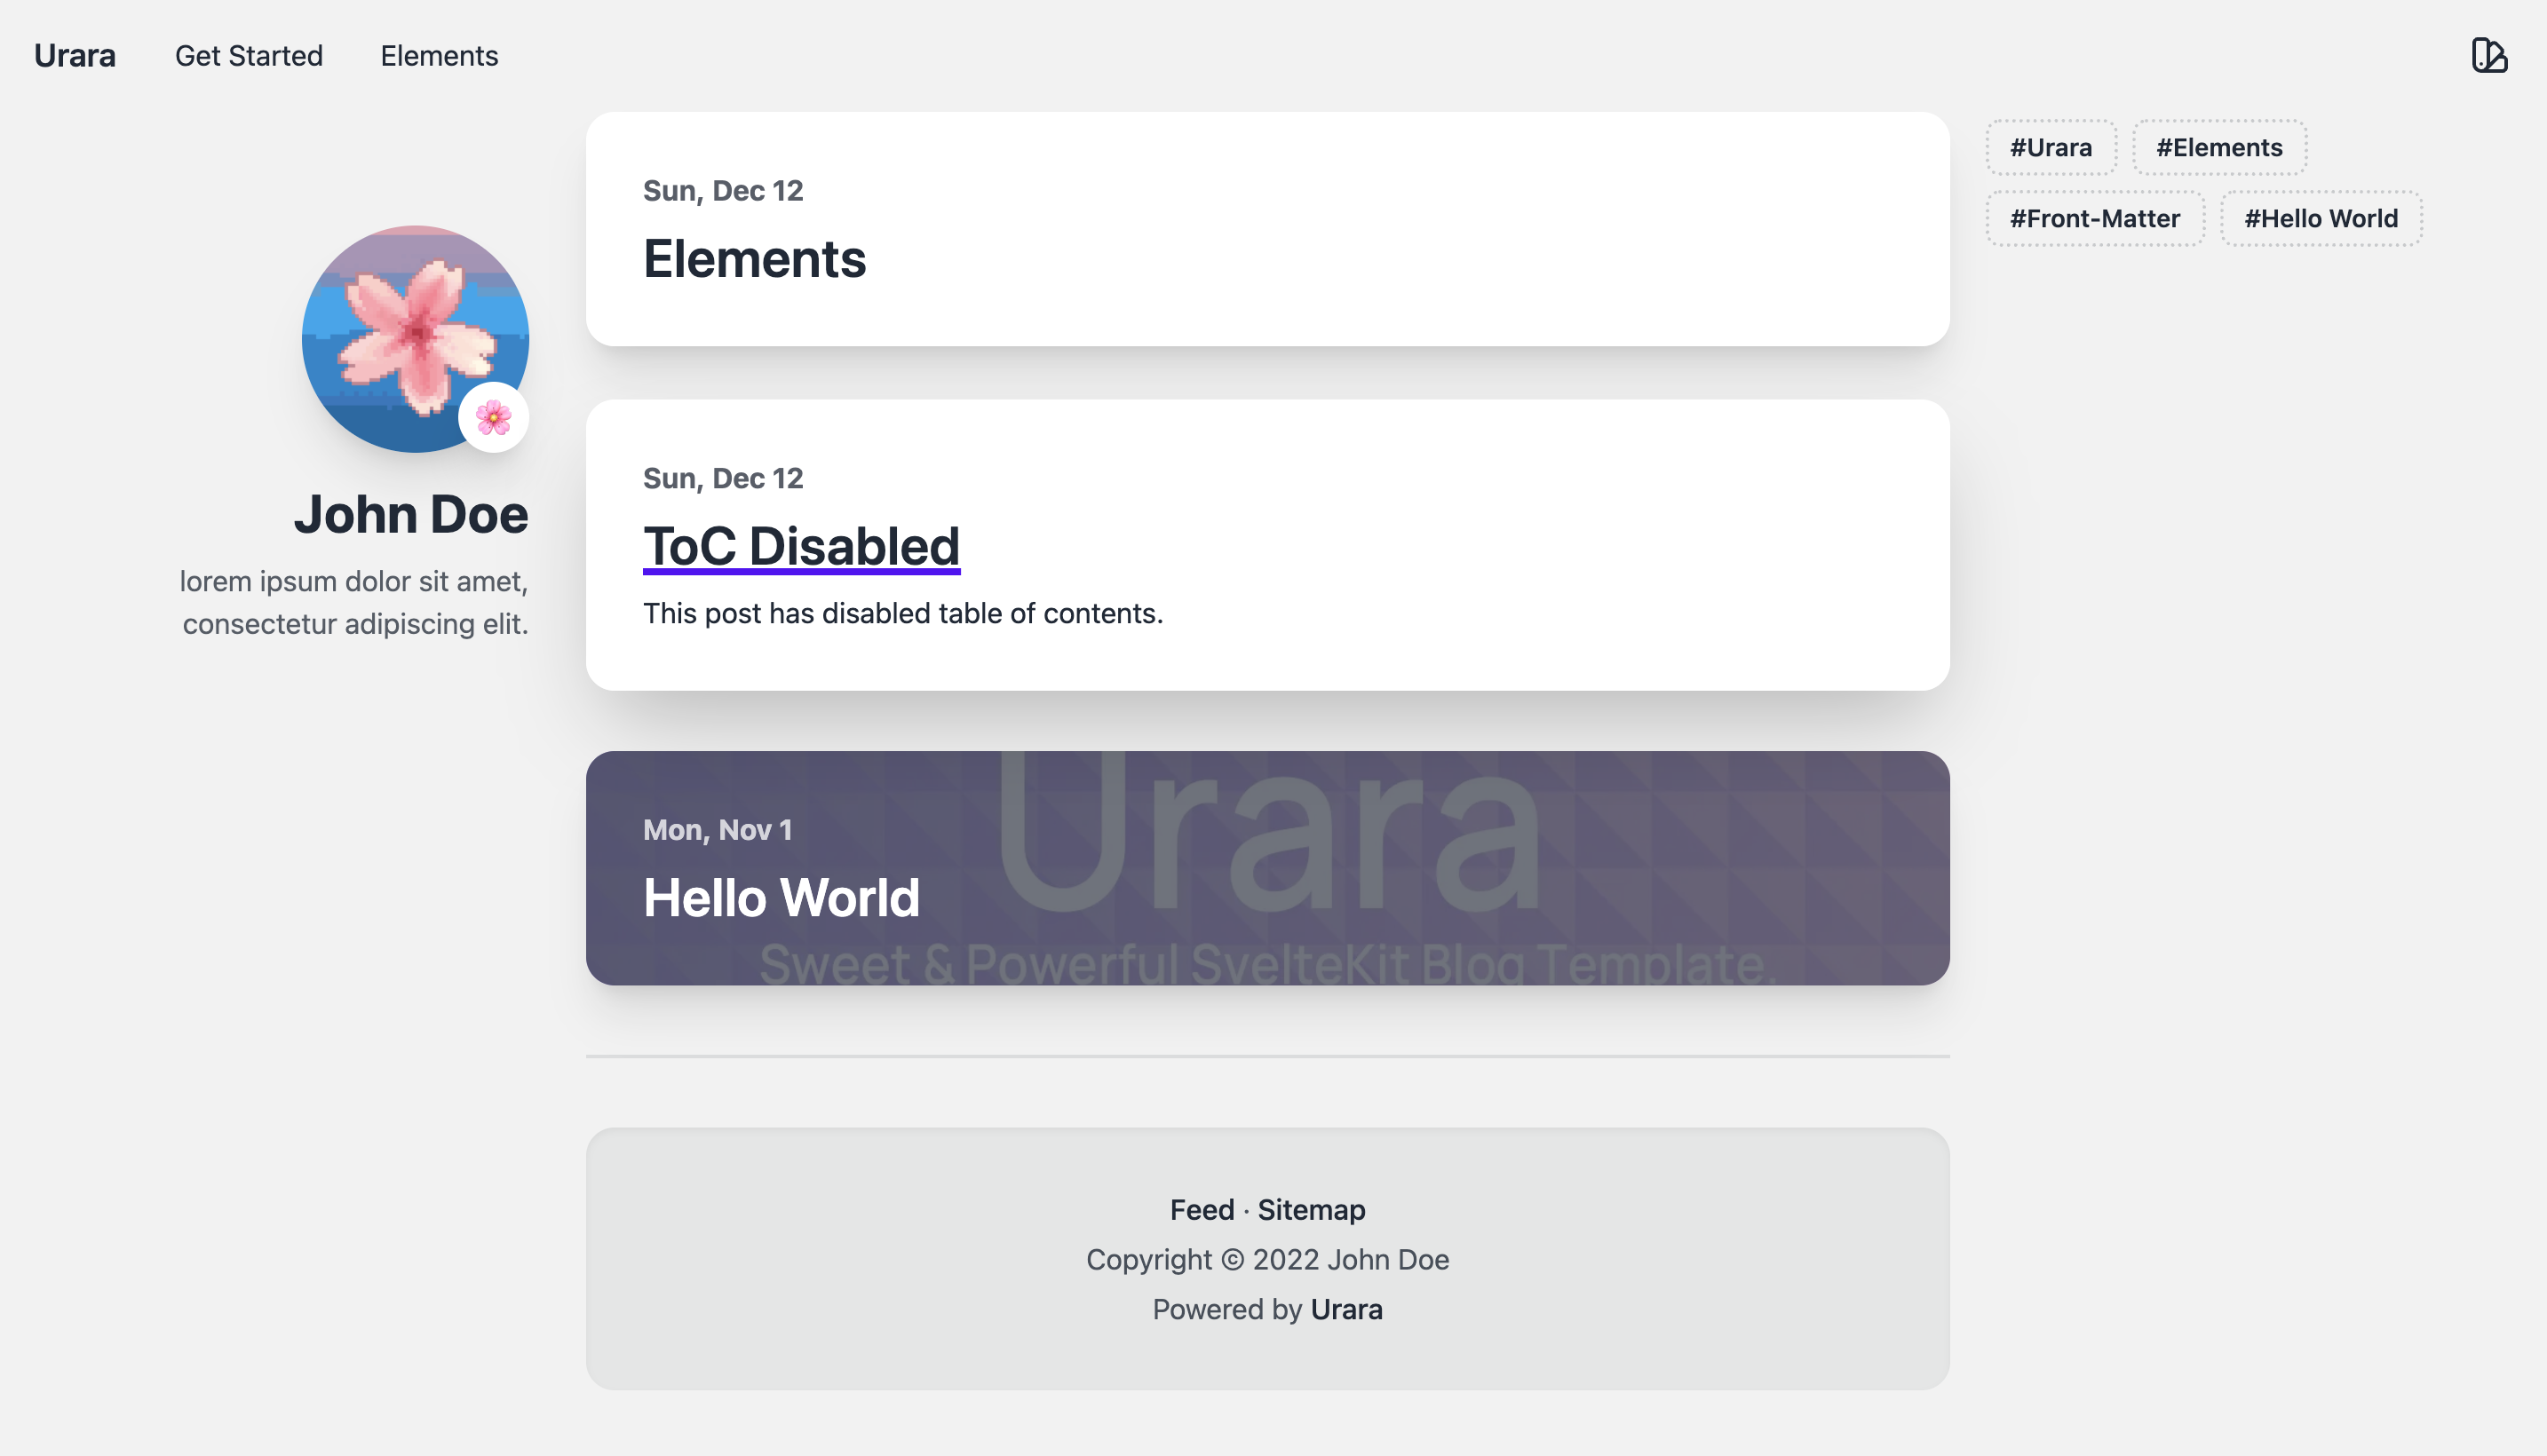 Urara
Get Started
Elements
John Doe
lorem ipsum dolor sit amet,
consectetur adipiscing elit.
Sun, Dec 12
Elements
Sun, Dec 12
ToC Disabled
This post has disabled table of contents.
Urara
Mon, Nov 1
Hello World
Sweet & Powerful SvelteKit Blog Template.
#Urara
#Elements
#Front-Matter
#Hello World
Feed · Sitemap
Copyright © 2022 John Doe
Powered by Urara